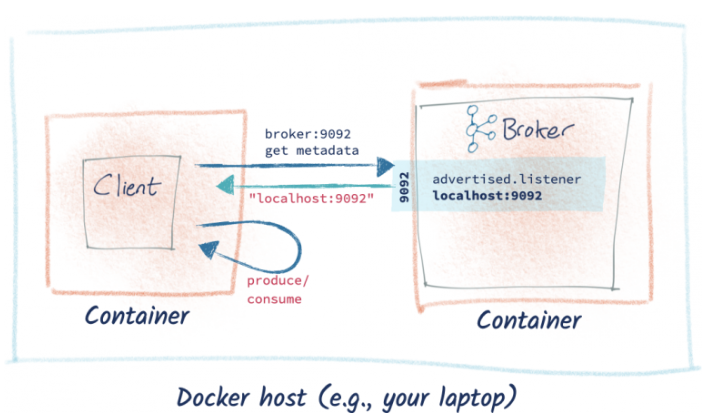 broker:9092
get metadata
Broker
Client
9092
advertised.listener
localhost:9092
"localhost:9092"
produce/
consume
Container
Container
Docker host (e.g., your laptop)